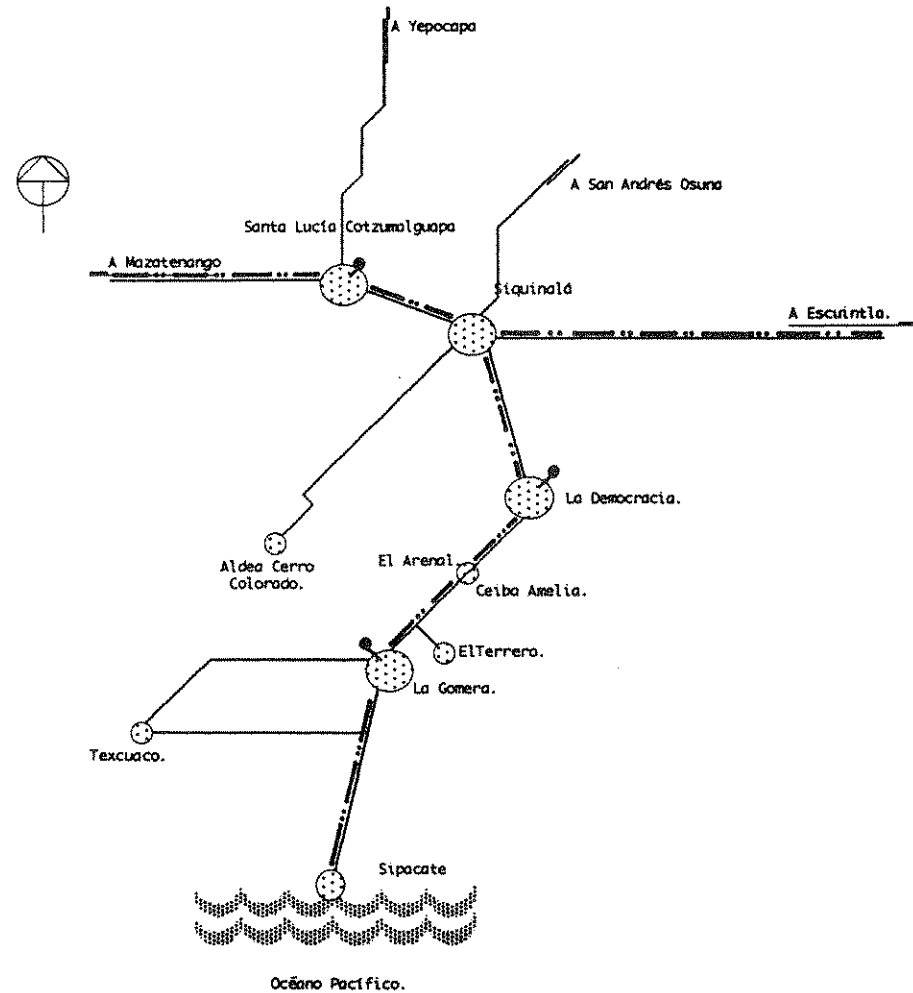 A Yepocapa
A San Andrés Osuna
Santa Lucía Cotzumalguapa
A Mazatenango
Siquinalá
A Escuintla.
La Democracia.
El Arenal.
Aldea Cerro
Colorado.
Ceiba Amelia.
ElTerrero.
La Gomera.
Texcuaco.
Sipacate
Océano Pacífico.